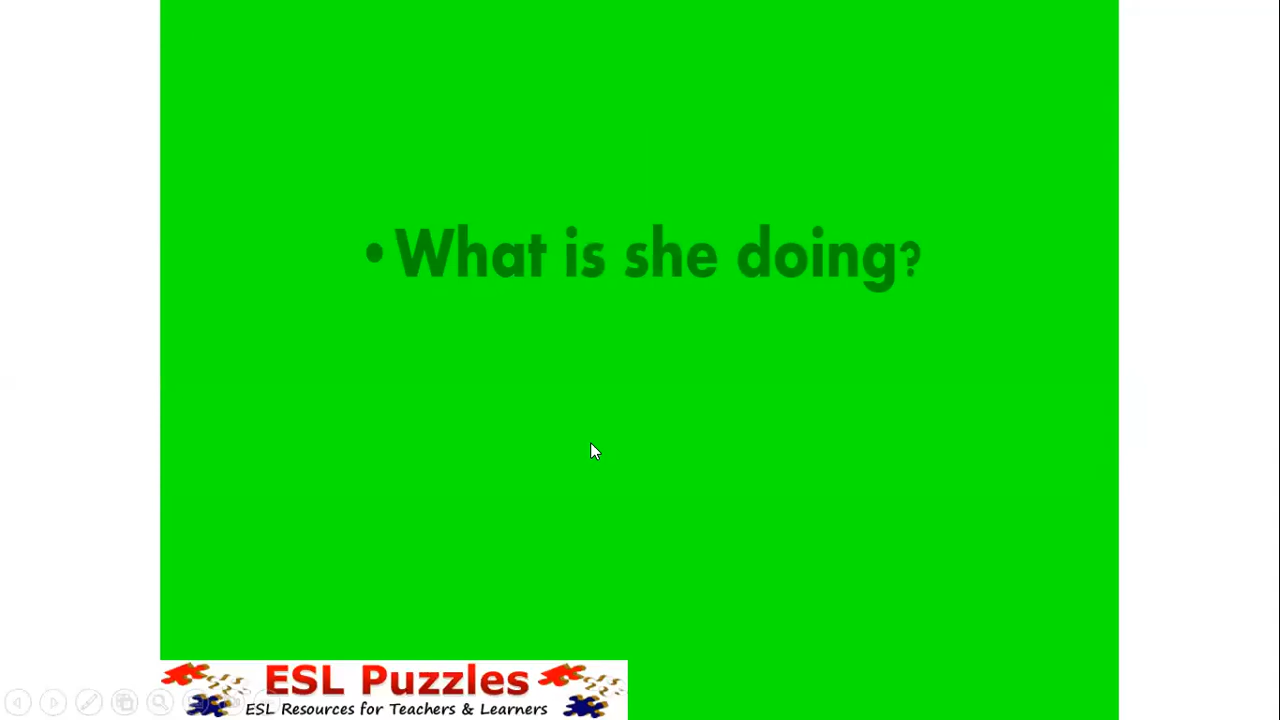 • What is she doing?
ESL Puzzles
ESL Resources for Teachers & Learners